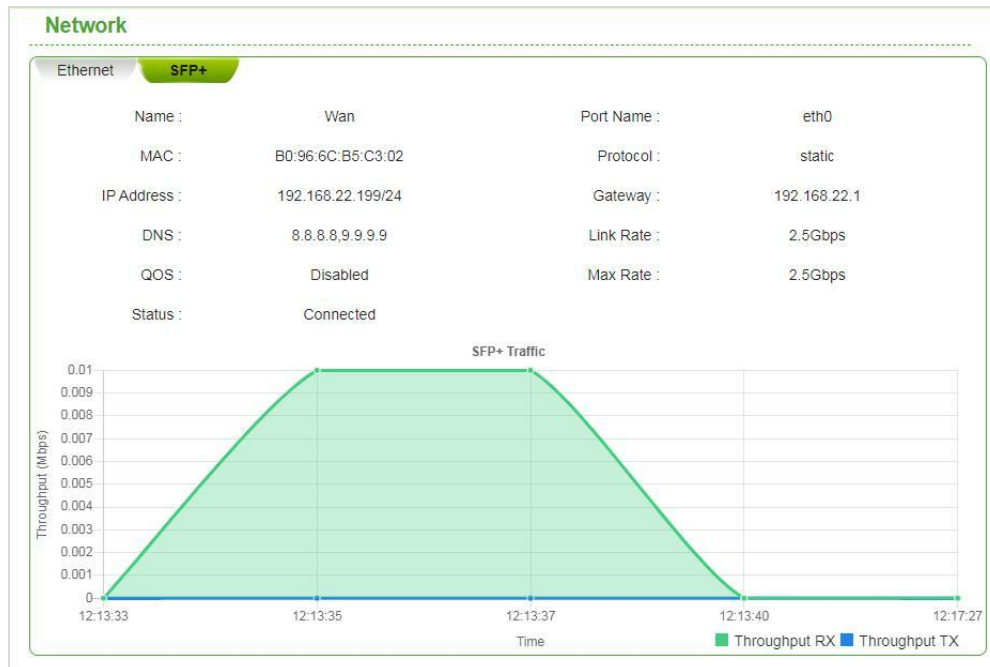 Network
Ethernet SFP+
Name : Wan Port Name : eth0
MAC : B0:96:6C:B5:C3:02 Protocol : static
IP Address : 192.168.22.199/24 Gateway : 192.168.22.1
DNS : 8.8.8.8,9.9.9.9 Link Rate : 2.5Gbps
QOS : Disabled Max Rate : 2.5Gbps
Status : Connected
SFP+ Traffic
Throughput (Mbps)
0.01
0.009
0.008
0.007
0.006
0.005
0.004
0.003
0.002
0.001
0
12:13:33 12:13:35 12:13:37 12:13:40 12:17:27
Time
Throughput RX Throughput TX